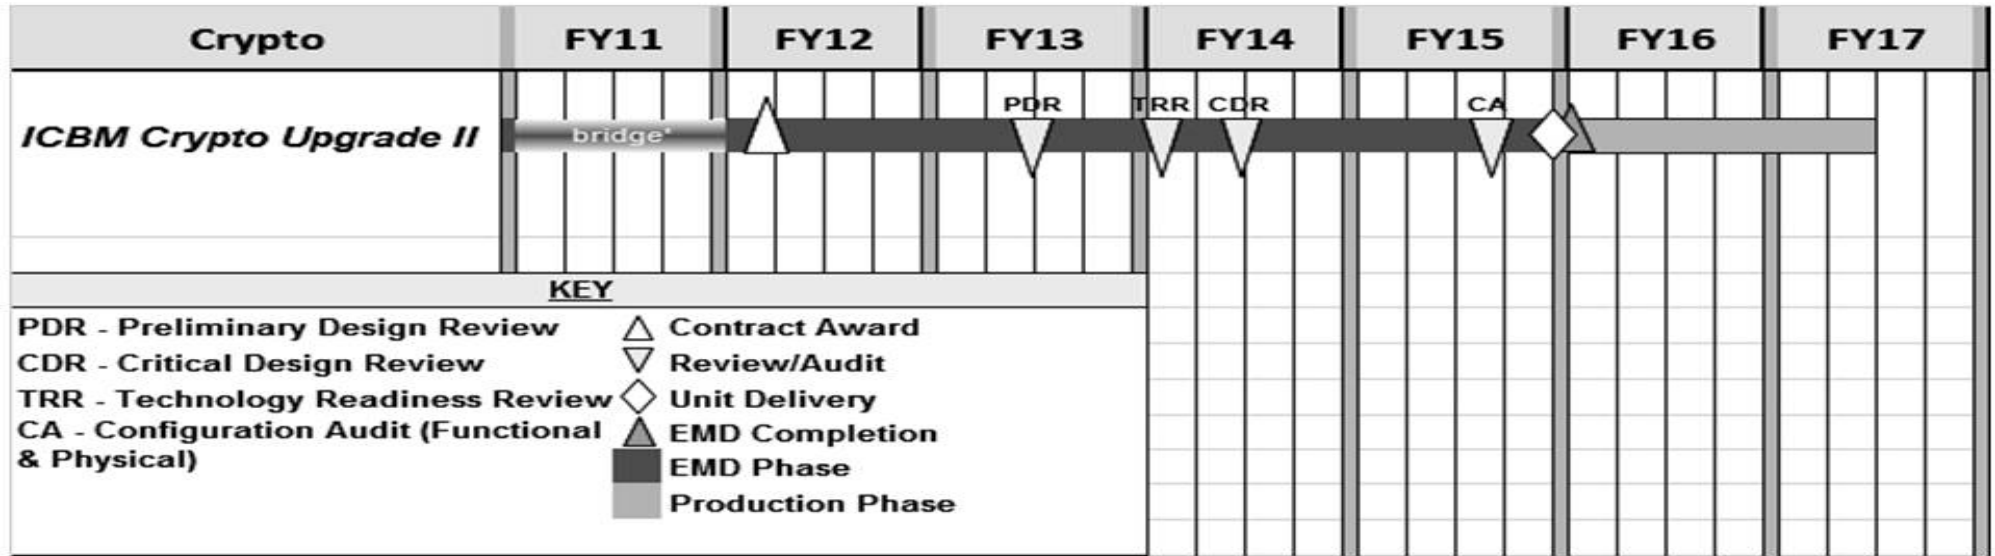 Crypto FY11 FY12 FY13 FY14 FY15 FY16 FY17
PDR TRR CDR CA
ICBM Crypto Upgrade II bridge*
KEY
PDR - Preliminary Design Review
CDR - Critical Design Review
TRR - Technology Readiness Review
CA - Configuration Audit (Functional
& Physical)
Contract Award
Review/Audit
Unit Delivery
EMD Completion
EMD Phase
Production Phase